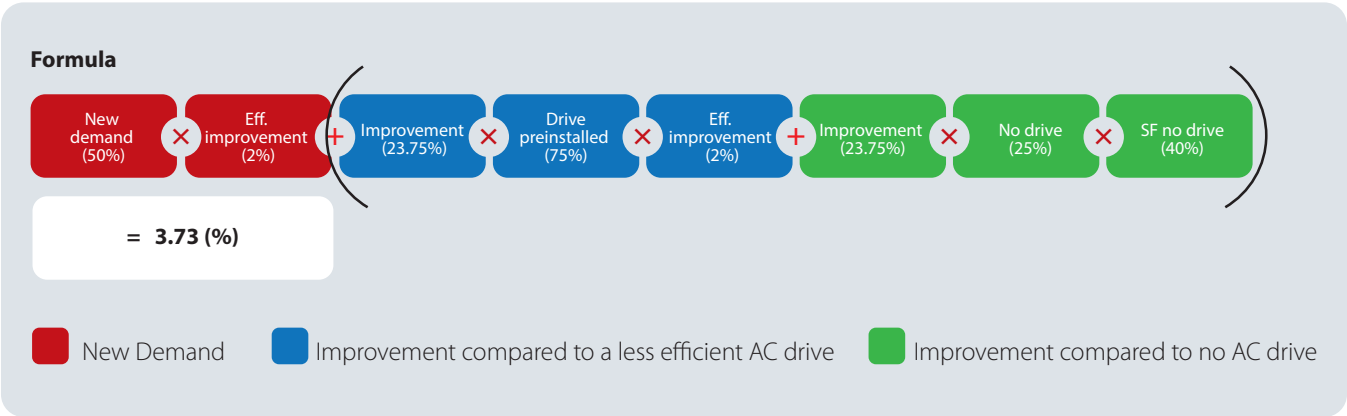 Formula
New
demand
(50%)
×
Eff.
improvement
(2%)
+
(
Improvement
(23.75%)
×
Drive
preinstalled
(75%)
×
Eff.
improvement
(2%)
+
Improvement
(23.75%)
×
No drive
(25%)
×
SF no drive
(40%)
)
= 3.73 (%)
New Demand
Improvement compared to a less efficient AC drive
Improvement compared to no AC drive